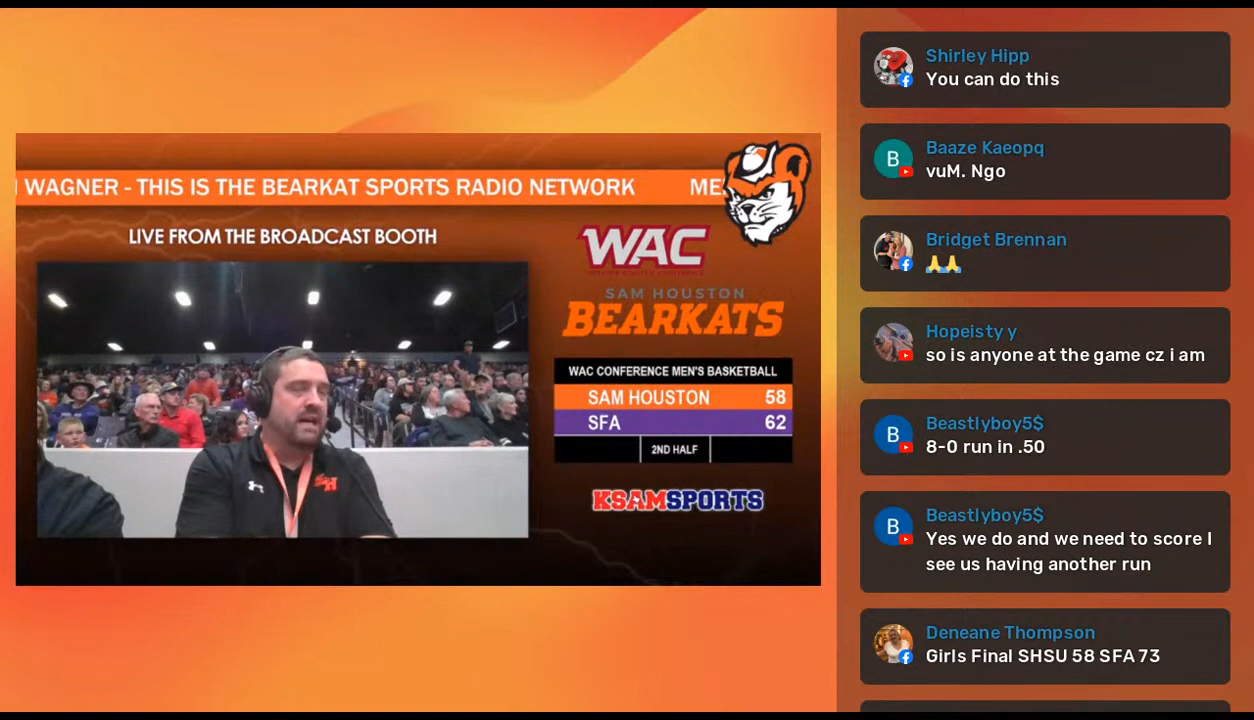 I WAGNER - THIS IS THE BEARKAT SPORTS RADIO NETWORK ME
LIVE FROM THE BROADCAST BOOTH
WAC
SAM HOUSTON
BEARKATS
WAC CONFERENCE MEN'S BASKETBALL
SAM HOUSTON 58
SFA 62
2ND HALF
KSAMSPORTS
SH
Shirley Hipp
You can do this
B
Baaze Kaeopq
vuM. Ngo
Bridget Brennan
🙏🙏
Hopeisty y
so is anyone at the game cz i am
B
Beastlyboy5$
8-0 run in .50
B
Beastlyboy5$
Yes we do and we need to score I
see us having another run
Deneane Thompson
Girls Final SHSU 58 SFA 73